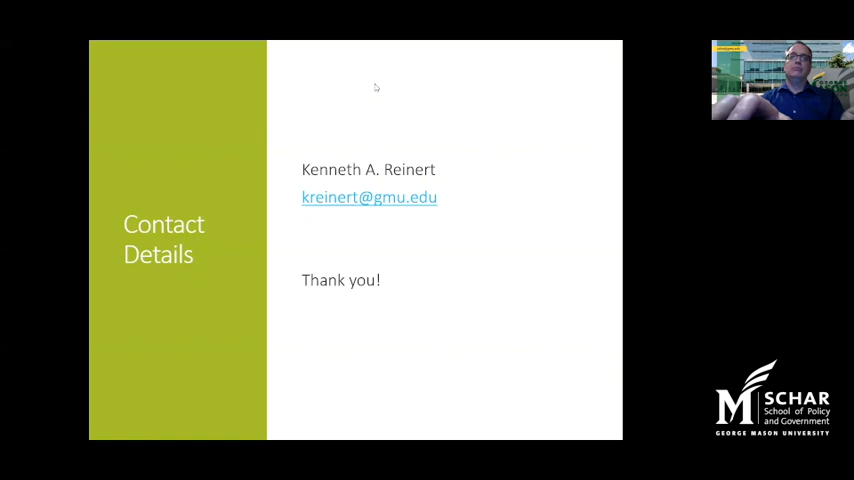 Contact
Details
Kenneth A. Reinert
kreinert@gmu.edu
Thank you!
SCHAR
School of Policy
and Government
GEORGE MASON UNIVERSITY